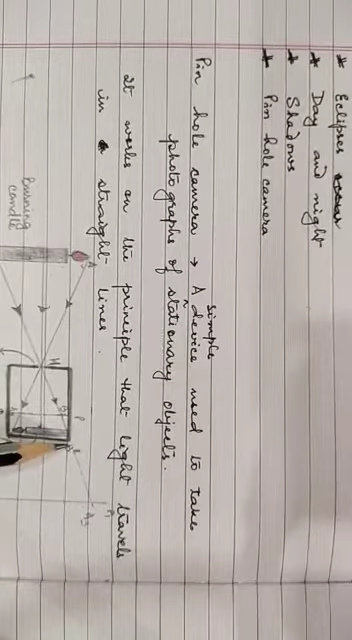 * Eclipses
* Day and night
* Shadows
* Pin hole camera
Pin hole camera → A simple device used to take
photographs of stationary objects.
It works on the principle that light travels
in straight lines.
burning
candle
A
H
P